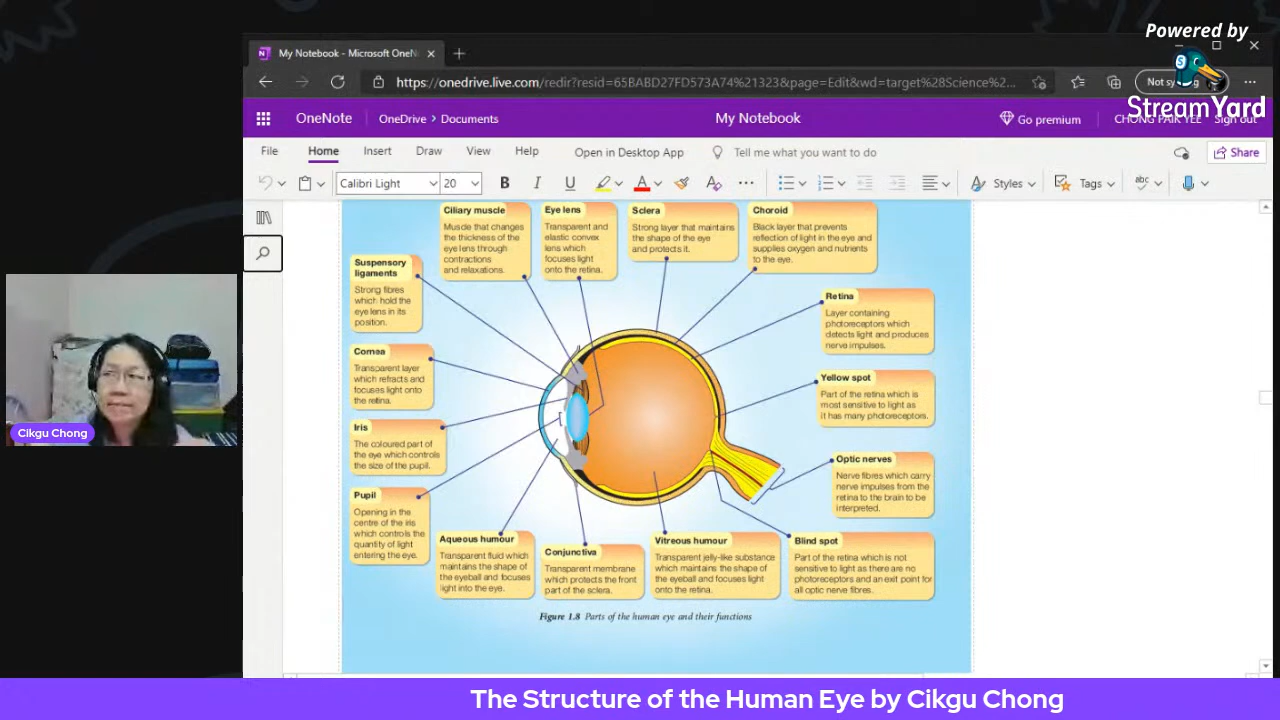 Powered by
StreamYard
My Notebook - Microsoft OneN
https://onedrive.live.com/redir?resid=65BABD27FD573A74%21323&page=Edit&wd=target%28Science%2...
OneNote
OneDrive > Documents
My Notebook
Go premium
CHONG PAIK YEE
Sign out
File
Home
Insert
Draw
View
Help
Open in Desktop App
Tell me what you want to do
Share
Calibri Light
20
B
I
U
A
Styles
Tags
abc
Ciliary muscle
Muscle that changes
the thickness of the
eye lens through
contractions
and relaxations.
Eye lens
Transparent and
elastic convex
lens which
focuses light
onto the retina.
Sclera
Strong layer that maintains
the shape of the eye
and protects it.
Choroid
Black layer that prevents
reflection of light in the eye and
supplies oxygen and nutrients
to the eye.
Suspensory
ligaments
Strong fibres
which hold the
eye lens in its
position.
Retina
Layer containing
photoreceptors which
detects light and produces
nerve impulses.
Cornea
Transparent layer
which refracts and
focuses light onto
the retina.
Yellow spot
Part of the retina which is
most sensitive to light as
it has many photoreceptors.
Iris
The coloured part of
the eye which controls
the size of the pupil.
Optic nerves
Nerve fibres which carry
nerve impulses from the
retina to the brain to be
interpreted.
Pupil
Opening in the
centre of the iris
which controls the
quantity of light
entering the eye.
Aqueous humour
Transparent fluid which
maintains the shape of
the eyeball and focuses
light into the eye.
Conjunctiva
Transparent membrane
which protects the front
part of the sclera.
Vitreous humour
Transparent jelly-like substance
which maintains the shape of
the eyeball and focuses light
onto the retina.
Blind spot
Part of the retina which is not
sensitive to light as there are no
photoreceptors and an exit point for
all optic nerve fibres.
Figure 1.8 Parts of the human eye and their functions
Cikgu Chong
The Structure of the Human Eye by Cikgu Chong